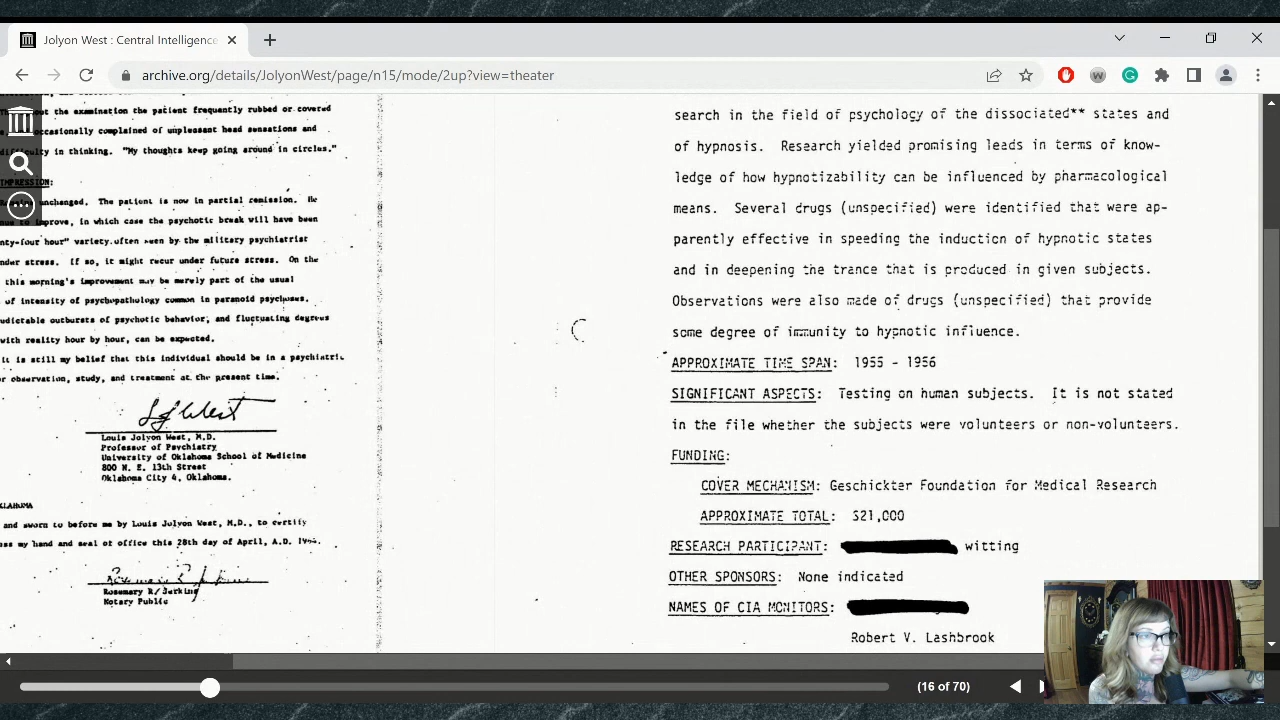 Jolyon West : Central Intelligence
archive.org/details/JolyonWest/page/n15/mode/2up?view=theater
the examination the patient frequently rubbed or covered
occasionally complained of unpleasant head sensations and
difficulty in thinking. "My thoughts keep going around in circles."
IMPRESSION:
unchanged. The patient is now in partial remission. He
improve, in which case the psychotic break will have been
hour" variety often seen by the military psychiatrist
stress. If so, it might recur under future stress. On the
this morning's improvement may be merely part of the usual
of intensity of psychopathology common in paranoid psychoses.
outbursts of psychotic behavior, and fluctuating degrees
with reality hour by hour, can be expected.
it is still my belief that this individual should be in a psychiatric
observation, study, and treatment at the present time.
Louis Jolyon West, M.D.
Professor of Psychiatry
University of Oklahoma School of Medicine
800 N. E. 13th Street
Oklahoma City 4, Oklahoma.
KLAHOMA
and sworn to before me by Louis Jolyon West, M.D., to certify
my hand and seal of office this 28th day of April, A.D.
Notary Public
search in the field of psychology of the dissociated** states and
of hypnosis. Research yielded promising leads in terms of know-
ledge of how hypnotizability can be influenced by pharmacological
means. Several drugs (unspecified) were identified that were ap-
parently effective in speeding the induction of hypnotic states
and in deepening the trance that is produced in given subjects.
Observations were also made of drugs (unspecified) that provide
some degree of immunity to hypnotic influence.
APPROXIMATE TIME SPAN: 1955 - 1956
SIGNIFICANT ASPECTS: Testing on human subjects. It is not stated
in the file whether the subjects were volunteers or non-volunteers.
FUNDING:
COVER MECHANISM: Geschickter Foundation for Medical Research
APPROXIMATE TOTAL: $21,000
RESEARCH PARTICIPANT: witting
OTHER SPONSORS: None indicated
NAMES OF CIA MONITORS:
Robert V. Lashbrook
(16 of 70)